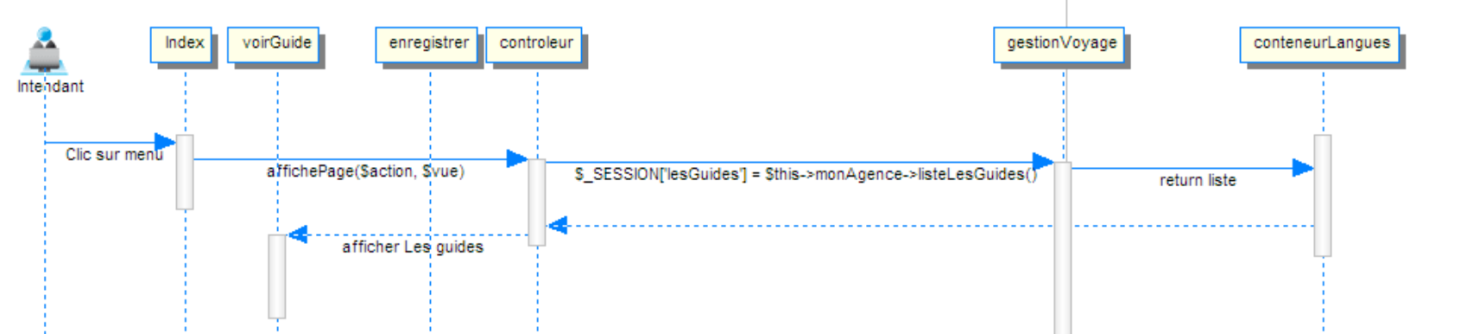 Index
voirGuide
enregistrer
controleur
gestionVoyage
conteneurLangues
Intendant
Clic sur menu
affichePage($action, $vue)
$_SESSION['lesGuides'] = $this->monAgence->listeLesGuides()
return liste
afficher Les guides